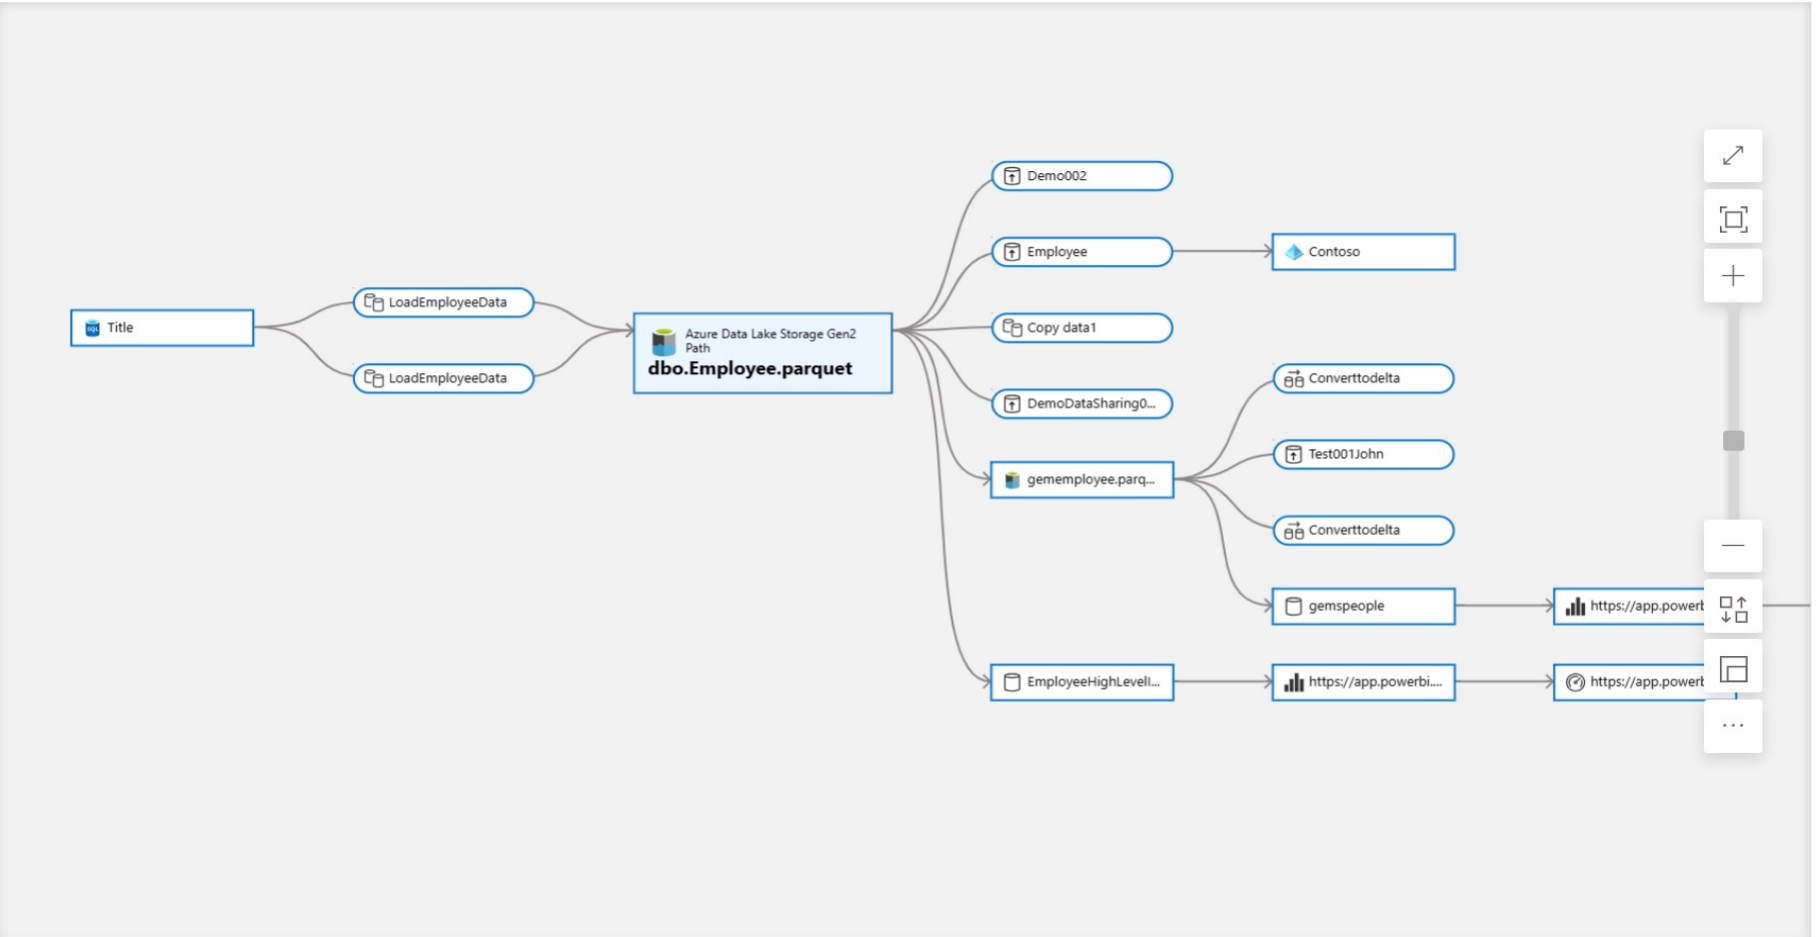 Title
LoadEmployeeData
LoadEmployeeData
Azure Data Lake Storage Gen2
Path
dbo.Employee.parquet
Demo002
Employee
Contoso
Copy data1
DemoDataSharing0...
gememployee.parq...
Converttodelta
Test001John
Converttodelta
gemspeople
https://app.powerb
EmployeeHighLevelI...
https://app.powerbi....
https://app.powerb